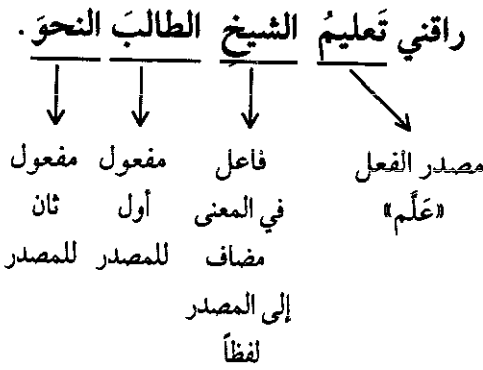 راقني تَعليمُ الشيخِ الطالبَ النحوَ.
مصدر الفعل
«عَلَّم»
فاعل
في المعنى
مضاف
إلى المصدر
لفظاً
مفعول
أول
للمصدر
مفعول
ثان
للمصدر